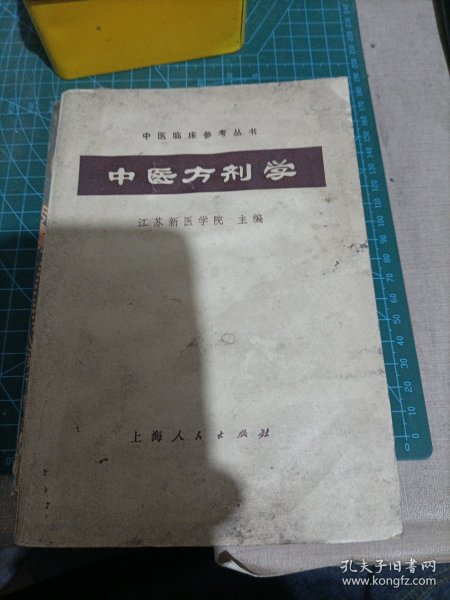 中医临床参考丛书
中医方剂学
江苏新医学院 主编
上海人民出版社
孔夫子旧书网
www.kongfz.com